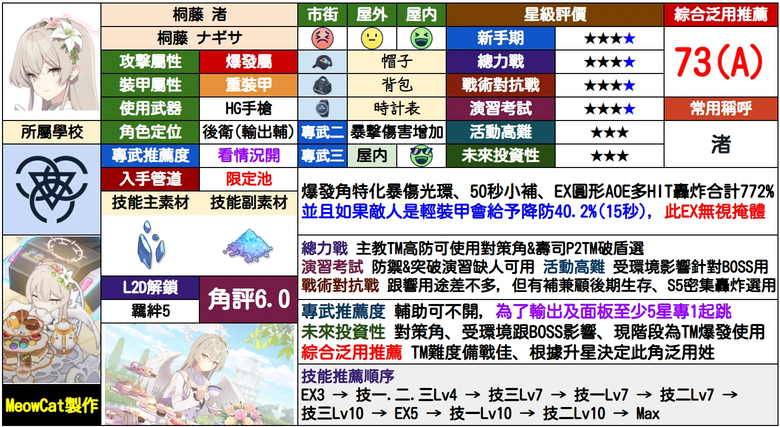 桐藤 渚
市街
屋外
屋内
星級評價
綜合泛用推薦
桐藤 ナギサ
新手期
★★★★
73(A)
攻擊屬性
爆發屬
帽子
總力戰
★★★★
裝甲屬性
重裝甲
背包
戰術對抗戰
★★★★
使用武器
HG手槍
時計表
演習考試
★★★★
常用稱呼
所屬學校
角色定位
後衛(輸出輔)
專武二
暴擊傷害增加
活動高難
★★★
渚
專武推薦度
看情況開
專武三
屋内
未來投資性
★★★
入手管道
限定池
技能主素材
技能副素材
爆發角特化暴傷光環、50秒小補、EX圓形AOE多HIT轟炸合計772%
並且如果敵人是輕裝甲會給予降防40.2%(15秒), 此EX無視掩體
總力戰 主教TM高防可使用對策角&壽司P2TM破盾選
演習考試 防禦&突破演習缺人可用 活動高難 受環境影響針對BOSS用
戰術對抗戰 跟響用途差不多, 但有補兼顧後期生存、S5密集轟炸選用
L2D解鎖
羈絆5
角評6.0
專武推薦度 輔助可不開, 為了輸出及面板至少5星專1起跳
未來投資性 對策角、受環境跟BOSS影響、現階段為TM爆發使用
綜合泛用推薦 TM難度備戰佳、根據升星決定此角泛用姓
技能推薦順序
EX3 → 技一.二.三Lv4 → 技三Lv7 → 技一Lv7 → 技二Lv7 →
技三Lv10 → EX5 → 技一Lv10 → 技二Lv10 → Max
MeowCat製作